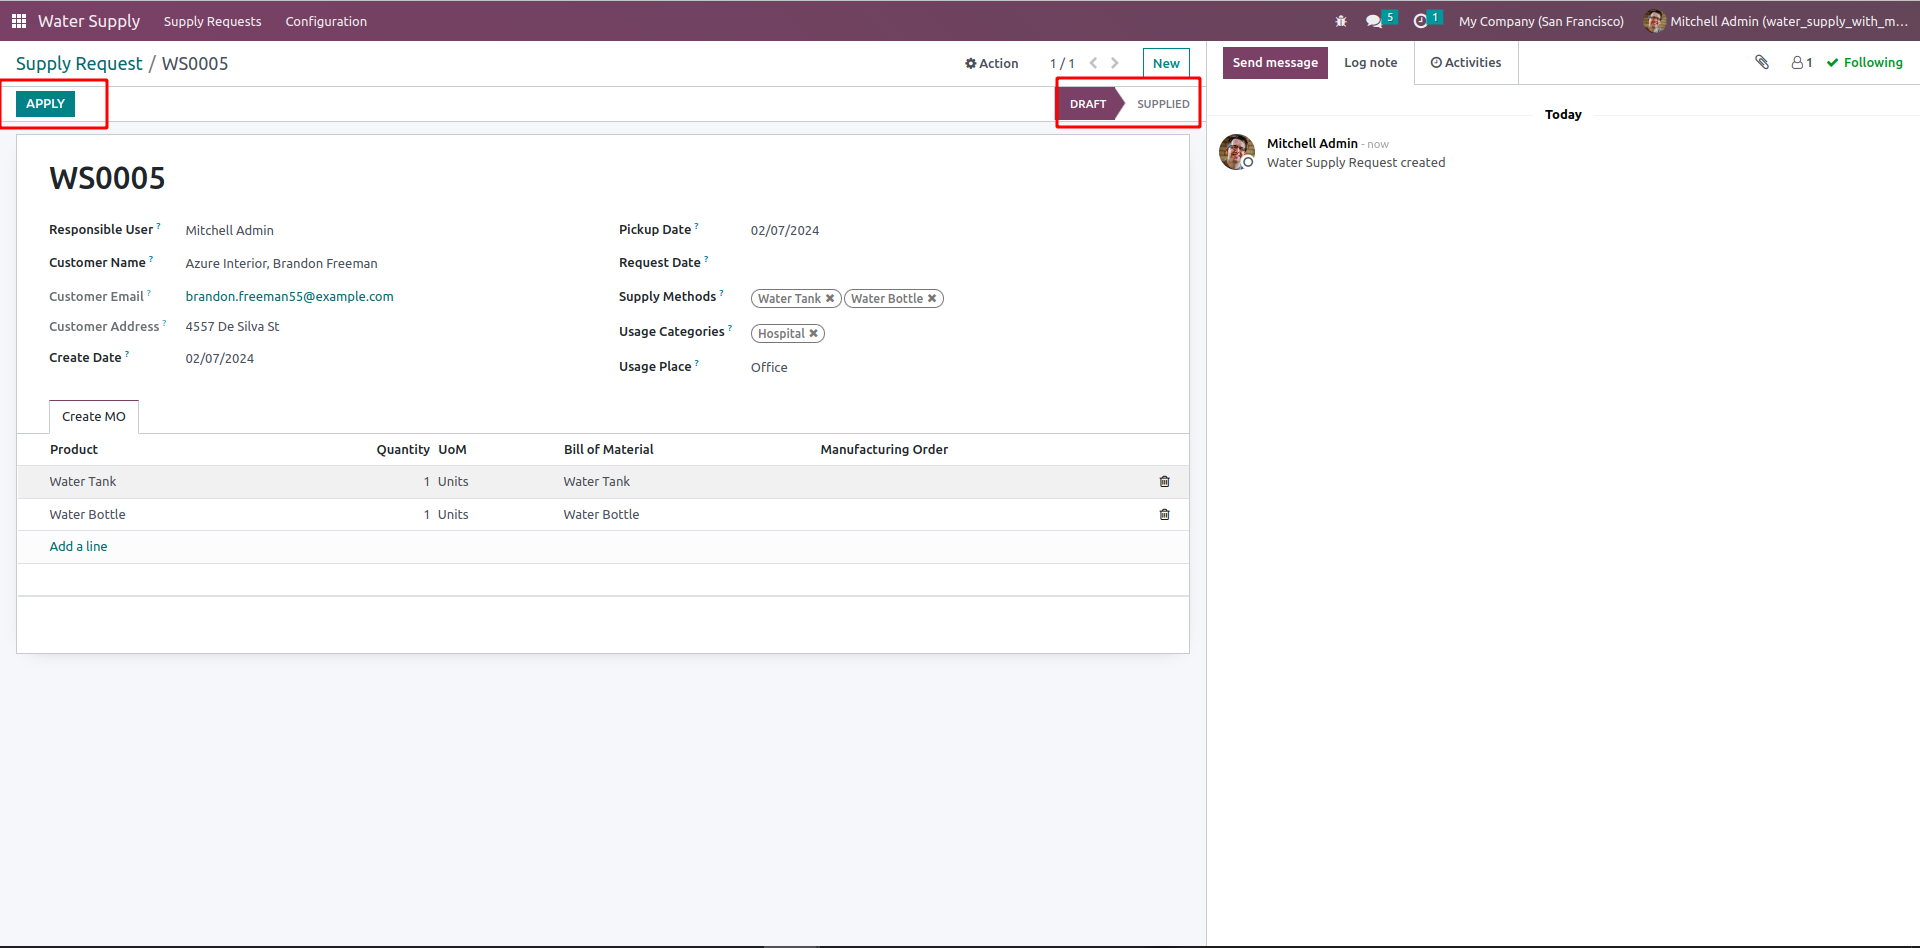 Water Supply Supply Requests Configuration 5 1 My Company (San Francisco) Mitchell Admin (water_supply_with_m...
Supply Request / WS0005 Action 1 / 1 New
Send message Log note Activities 1 Following
APPLY DRAFT SUPPLIED
Today
Mitchell Admin - now
Water Supply Request created
WS0005
Responsible User ? Mitchell Admin
Customer Name ? Azure Interior, Brandon Freeman
Customer Email ? brandon.freeman55@example.com
Customer Address ? 4557 De Silva St
Create Date ? 02/07/2024
Pickup Date ? 02/07/2024
Request Date ?
Supply Methods ? Water Tank ✖ Water Bottle ✖
Usage Categories ? Hospital ✖
Usage Place ? Office
Create MO
Product Quantity UoM Bill of Material Manufacturing Order
Water Tank 1 Units Water Tank
Water Bottle 1 Units Water Bottle
Add a line